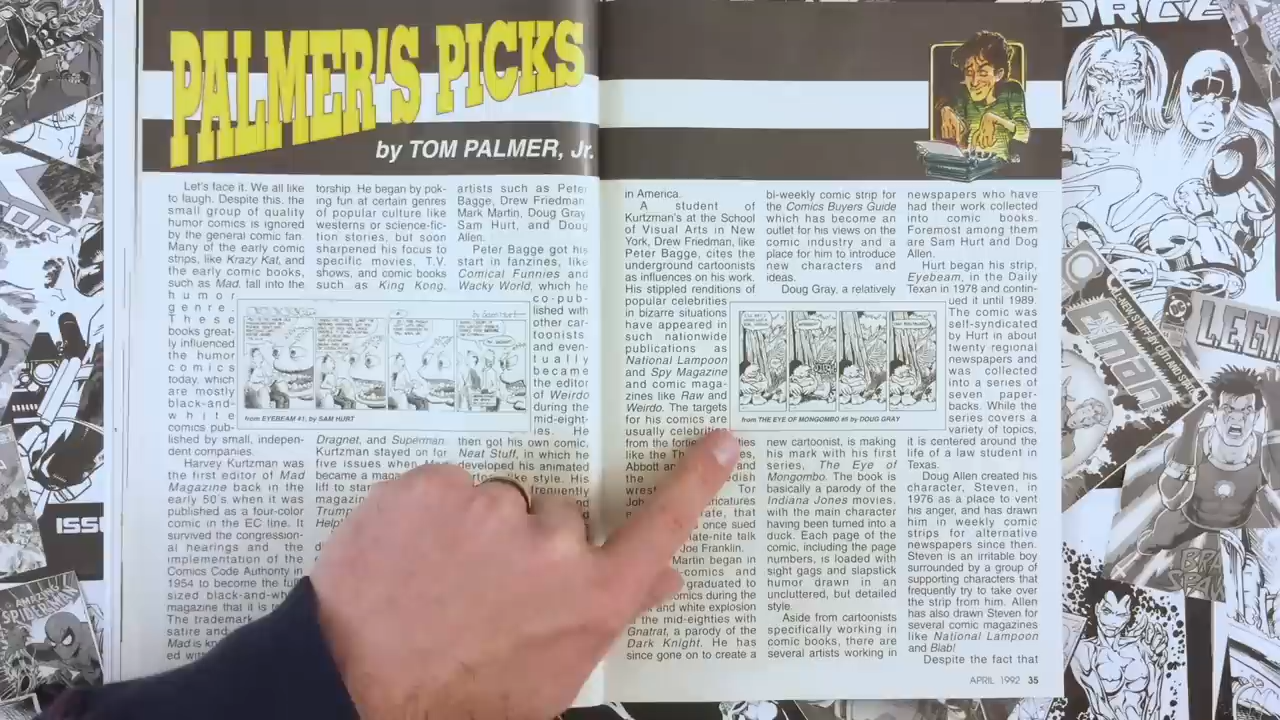 PALMER'S PICKS
by TOM PALMER, Jr.
Let's face it. We all like
to laugh. Despite this, the
small group of quality
humor comics is ignored
by the general comic fan.
Many of the early comic
strips, like Krazy Kat, and
the early comic books,
such as Mad, fall into the
humor
genre.
These
books great-
ly influenced
the humor
comics
today, which
are mostly
black-and-
white
comics pub-
lished by small, indepen-
dent companies.
Harvey Kurtzman was
the first editor of Mad
Magazine back in the
early 50's when it was
published as a four-color
comic in the EC line. It
survived the congression-
al hearings and the
implementation of the
Comics Code Authority in
1954 to become the full
sized black-and-wh
magazine that it is
The trademark
satire and
Mad is
ed
torship. He began by pok-
ing fun at certain genres
of popular culture like
westerns or science-fic-
tion stories, but soon
sharpened his focus to
specific movies, T.V.
shows, and comic books
such as King Kong,
from EYEBEAM #1, by SAM HURT
Dragnet, and Superman.
Kurtzman stayed on for
five issues when
became a
lift to
magazin
Trump
Help
artists such as Peter
Bagge, Drew Friedman,
Mark Martin, Doug Gray,
Sam Hurt, and Doug
Allen.
Peter Bagge got his
start in fanzines, like
Comical Funnies and
Wacky World, which he
co-pub-
lished with
other car-
toonists,
and even-
tually
became
the editor
of Weirdo
during the
mid-eight-
ies. He
then got his own comic,
Neat Stuff, in which he
developed his animated
like style. His
frequently
in America.
A student of
Kurtzman's at the School
of Visual Arts in New
York, Drew Friedman, like
Peter Bagge, cites the
underground cartoonists
as influences on his work.
His stippled renditions of
popular celebrities
in bizarre situations
have appeared in
such nationwide
publications as
National Lampoon
and Spy Magazine
and comic maga-
zines like Raw and
Weirdo. The targets
for his comics are
usually celebrities
from the forties
like the
Abbott
the
wrest Tor
Joh
rate, that
once sued
late-nite talk
Joe Franklin.
Martin began in
comics and
graduated to
comics during the
and white explosion
the mid-eighties with
Gnatrat, a parody of the
Dark Knight. He has
since gone on to create a
bi-weekly comic strip for
the Comics Buyers Guide
which has become an
outlet for his views on the
comic industry and a
place for him to introduce
new characters and
ideas.
Doug Gray, a relatively
from THE EYE OF MONGOMBO #1 by DOUG GRAY
new cartoonist, is making
his mark with his first
series, The Eye of
Mongombo. The book is
basically a parody of the
Indiana Jones movies,
with the main character
having been turned into a
duck. Each page of the
comic, including the page
numbers, is loaded with
sight gags and slapstick
humor drawn in an
uncluttered, but detailed
style.
Aside from cartoonists
specifically working in
comic books, there are
several artists working in
newspapers who have
had their work collected
into comic books.
Foremost among them
are Sam Hurt and Dog
Allen.
Hurt began his strip,
Eyebeam, in the Daily
Texan in 1978 and contin-
ued it until 1989.
The comic was
self-syndicated
by Hurt in about
twenty regional
newspapers and
was collected
into a series of
seven paper-
backs. While the
series covers a
variety of topics,
it is centered around the
life of a law student in
Texas.
Doug Allen created his
character, Steven, in
1976 as a place to vent
his anger, and has drawn
him in weekly comic
strips for alternative
newspapers since then.
Steven is an irritable boy
surrounded by a group of
supporting characters that
frequently try to take over
the strip from him. Allen
has also drawn Steven for
several comic magazines
like National Lampoon
and Blab!
Despite the fact that
APRIL 1992 35